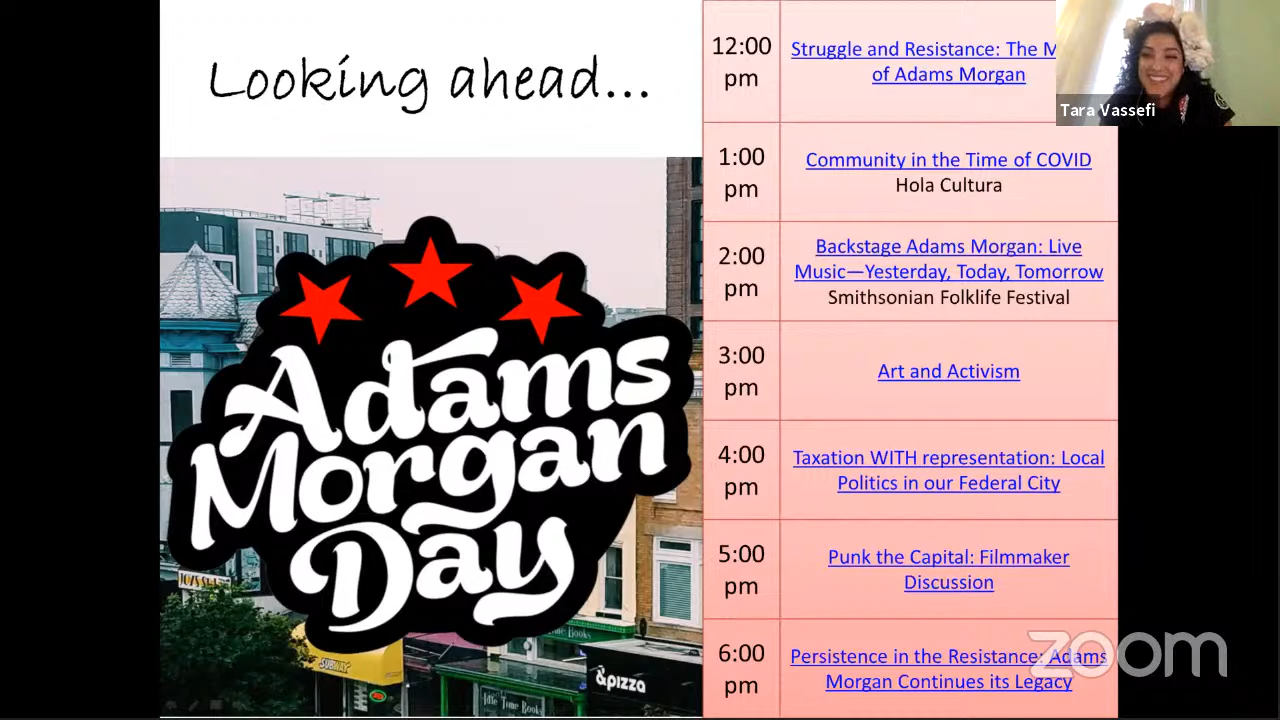 Looking ahead...
Adams
Morgan
Day
SUBWAY
Idle Time Books
&pizza
12:00
pm
Struggle and Resistance: The
of Adams Morgan
1:00
pm
Community in the Time of COVID
Hola Cultura
2:00
pm
Backstage Adams Morgan: Live
Music—Yesterday, Today, Tomorrow
Smithsonian Folklife Festival
3:00
pm
Art and Activism
4:00
pm
Taxation WITH representation: Local
Politics in our Federal City
5:00
pm
Punk the Capital: Filmmaker
Discussion
6:00
pm
Persistence in the Resistance: Adams
Morgan Continues its Legacy
Tara Vassefi
zoom